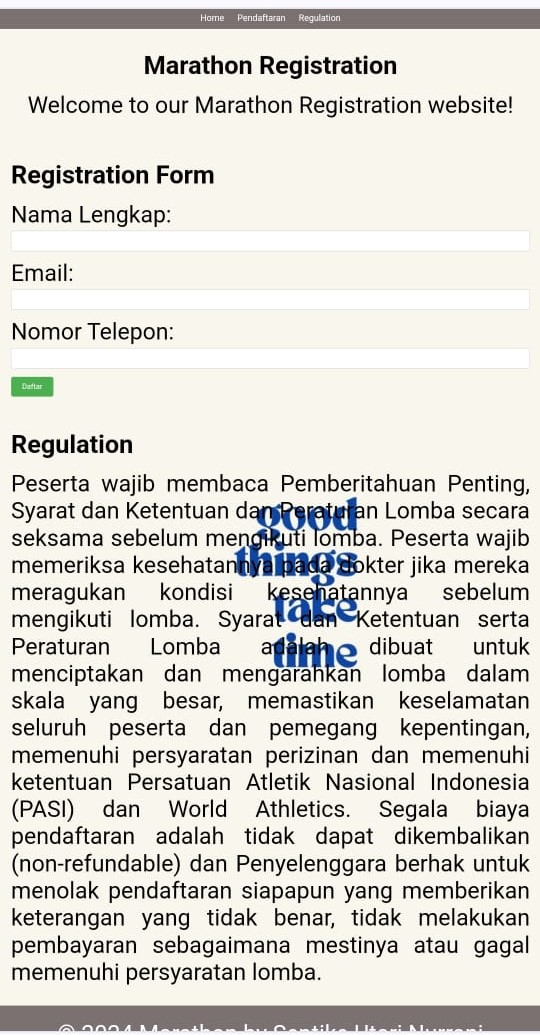 Home Pendaftaran Regulation
Marathon Registration
Welcome to our Marathon Registration website!
Registration Form
Nama Lengkap:
Email:
Nomor Telepon:
Daftar
Regulation
Peserta wajib membaca Pemberitahuan Penting,
Syarat dan Ketentuan dan Peraturan Lomba secara
seksama sebelum mengikuti lomba. Peserta wajib
memeriksa kesehatannya pada dokter jika mereka
meragukan kondisi kesehatannya sebelum
mengikuti lomba. Syarat dan Ketentuan serta
Peraturan Lomba adalah dibuat untuk
menciptakan dan mengarahkan lomba dalam
skala yang besar, memastikan keselamatan
seluruh peserta dan pemegang kepentingan,
memenuhi persyaratan perizinan dan memenuhi
ketentuan Persatuan Atletik Nasional Indonesia
(PASI) dan World Athletics. Segala biaya
pendaftaran adalah tidak dapat dikembalikan
(non-refundable) dan Penyelenggara berhak untuk
menolak pendaftaran siapapun yang memberikan
keterangan yang tidak benar, tidak melakukan
pembayaran sebagaimana mestinya atau gagal
memenuhi persyaratan lomba.
good
things
take
time
© 2024 Marathon by